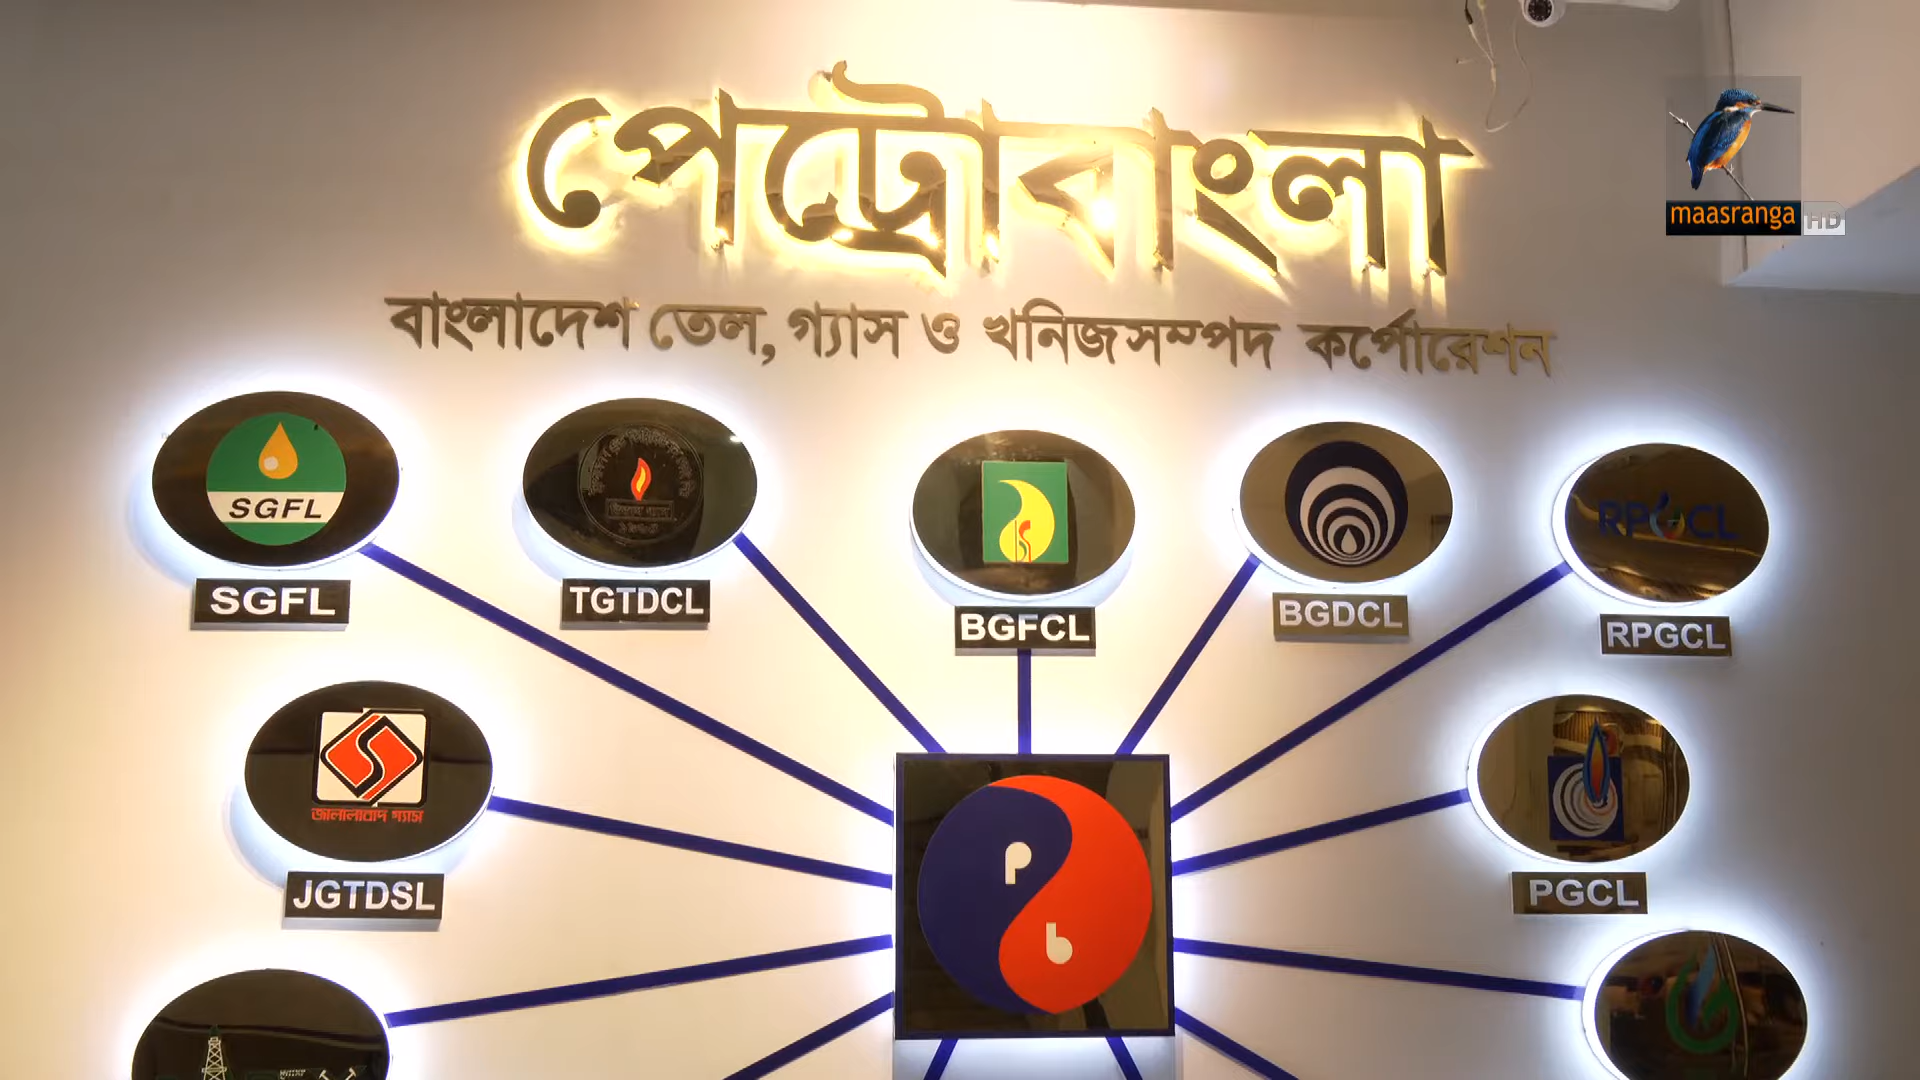 পেট্রোবাংলা
maasranga HD
বাংলাদেশ তেল, গ্যাস ও খনিজসম্পদ কর্পোরেশন
SGFL
RPGCL
SGFL
TGTDCL
BGFCL
BGDCL
RPGCL
জালালাবাদ গ্যাস
JGTDSL
PGCL
p
b